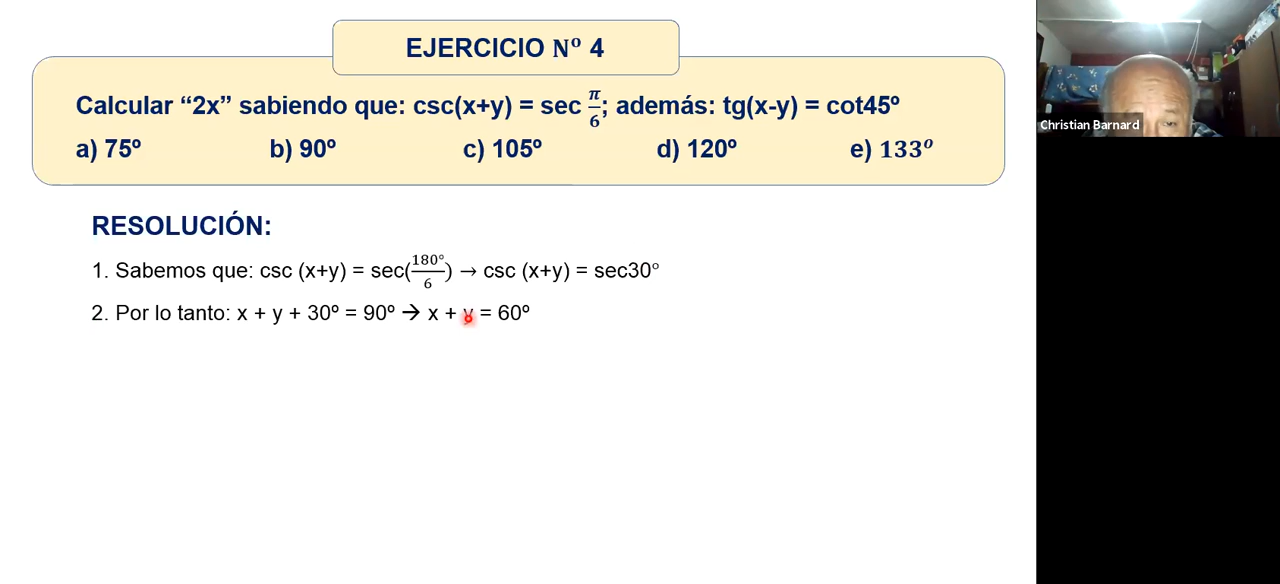 EJERCICIO Nº 4
Calcular “2x” sabiendo que: csc(x+y) = sec π/6; además: tg(x-y) = cot45º
a) 75º b) 90º c) 105º d) 120º e) 133º
RESOLUCIÓN:
1. Sabemos que: csc (x+y) = sec(180°/6) → csc (x+y) = sec30°
2. Por lo tanto: x + y + 30º = 90º → x + y = 60º
Christian Barnard